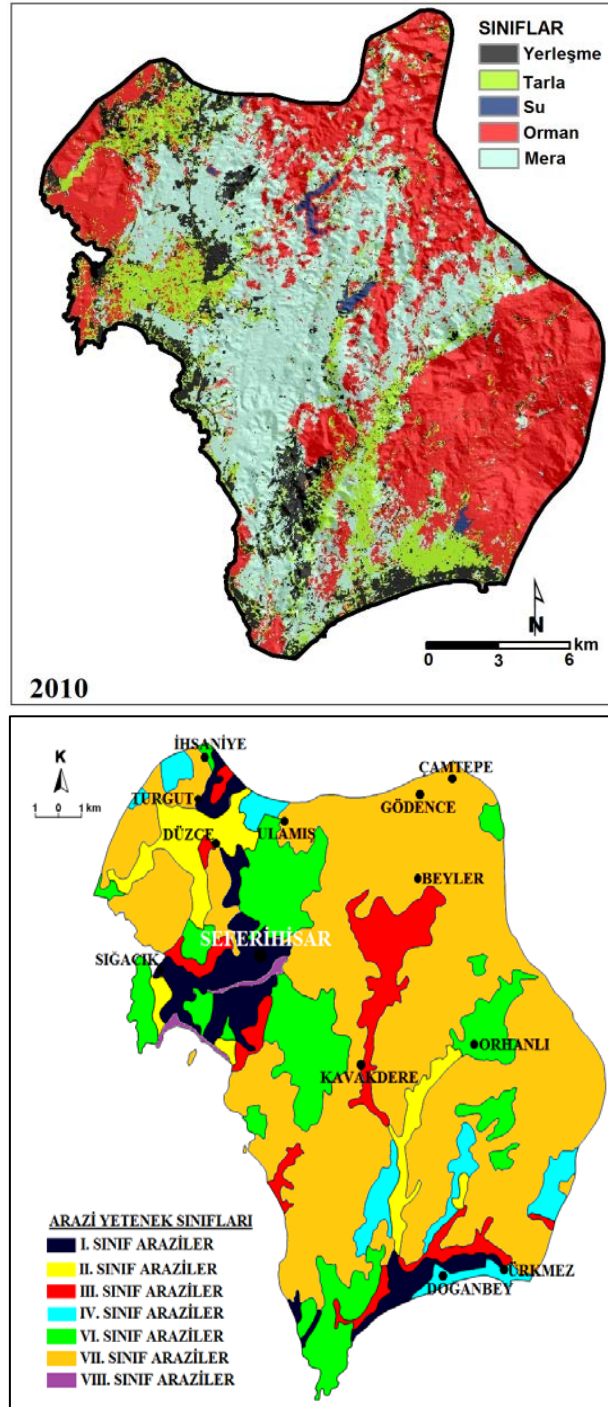 SINIFLAR
Yerleşme
Tarla
Su
Orman
Mera
N
km
0 3 6
2010
İHSANİYE
K
ÇAMTEPE
1 0 1 km
TURGUT
GÖDENCE
ULAMIŞ
DÜZCE
BEYLER
SEFERİHİSAR
SIĞACIK
ORHANLI
KAVAKDERE
ARAZİ YETENEK SINIFLARI
I. SINIF ARAZİLER
II. SINIF ARAZİLER
III. SINIF ARAZİLER
IV. SINIF ARAZİLER
VI. SINIF ARAZİLER
VII. SINIF ARAZİLER
VIII. SINIF ARAZİLER
ÜRKMEZ
DOĞANBEY